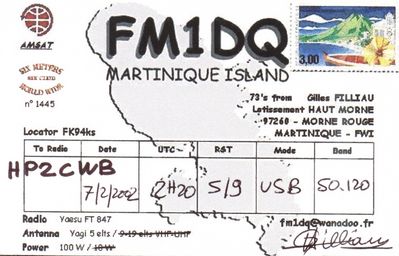 AMSAT
FM1DQ
3,00
MARTINIQUE ISLAND
SIX METERS
WORLD WIDE
n° 1445
73's from Gilles FILLIAU
Lotissement HAUT MORNE
97260 - MORNE ROUGE
MARTINIQUE - FWI
Locator FK94ks
To Radio Date UTC RST Mode Band
HP2CWB 7/2/2002 12H20 5/9 USB 50.120
Radio Yaesu FT 847
fm1dq@wanadoo.fr
Antenna Yagi 5 elts / 9-19 elts VHF-UHF
Power 100 W / 10 W
Filliau